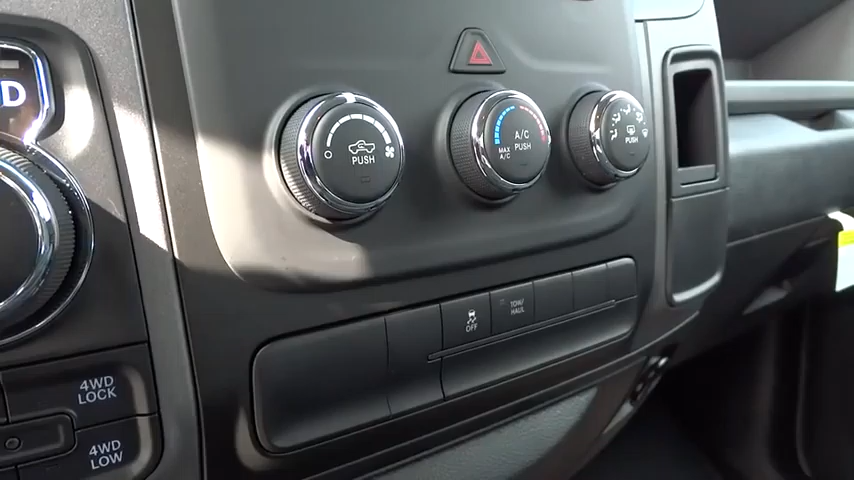 D
PUSH
A/C
PUSH
MAX
A/C
PUSH
OFF
TOW/
HAUL
4WD
LOCK
4WD
LOW